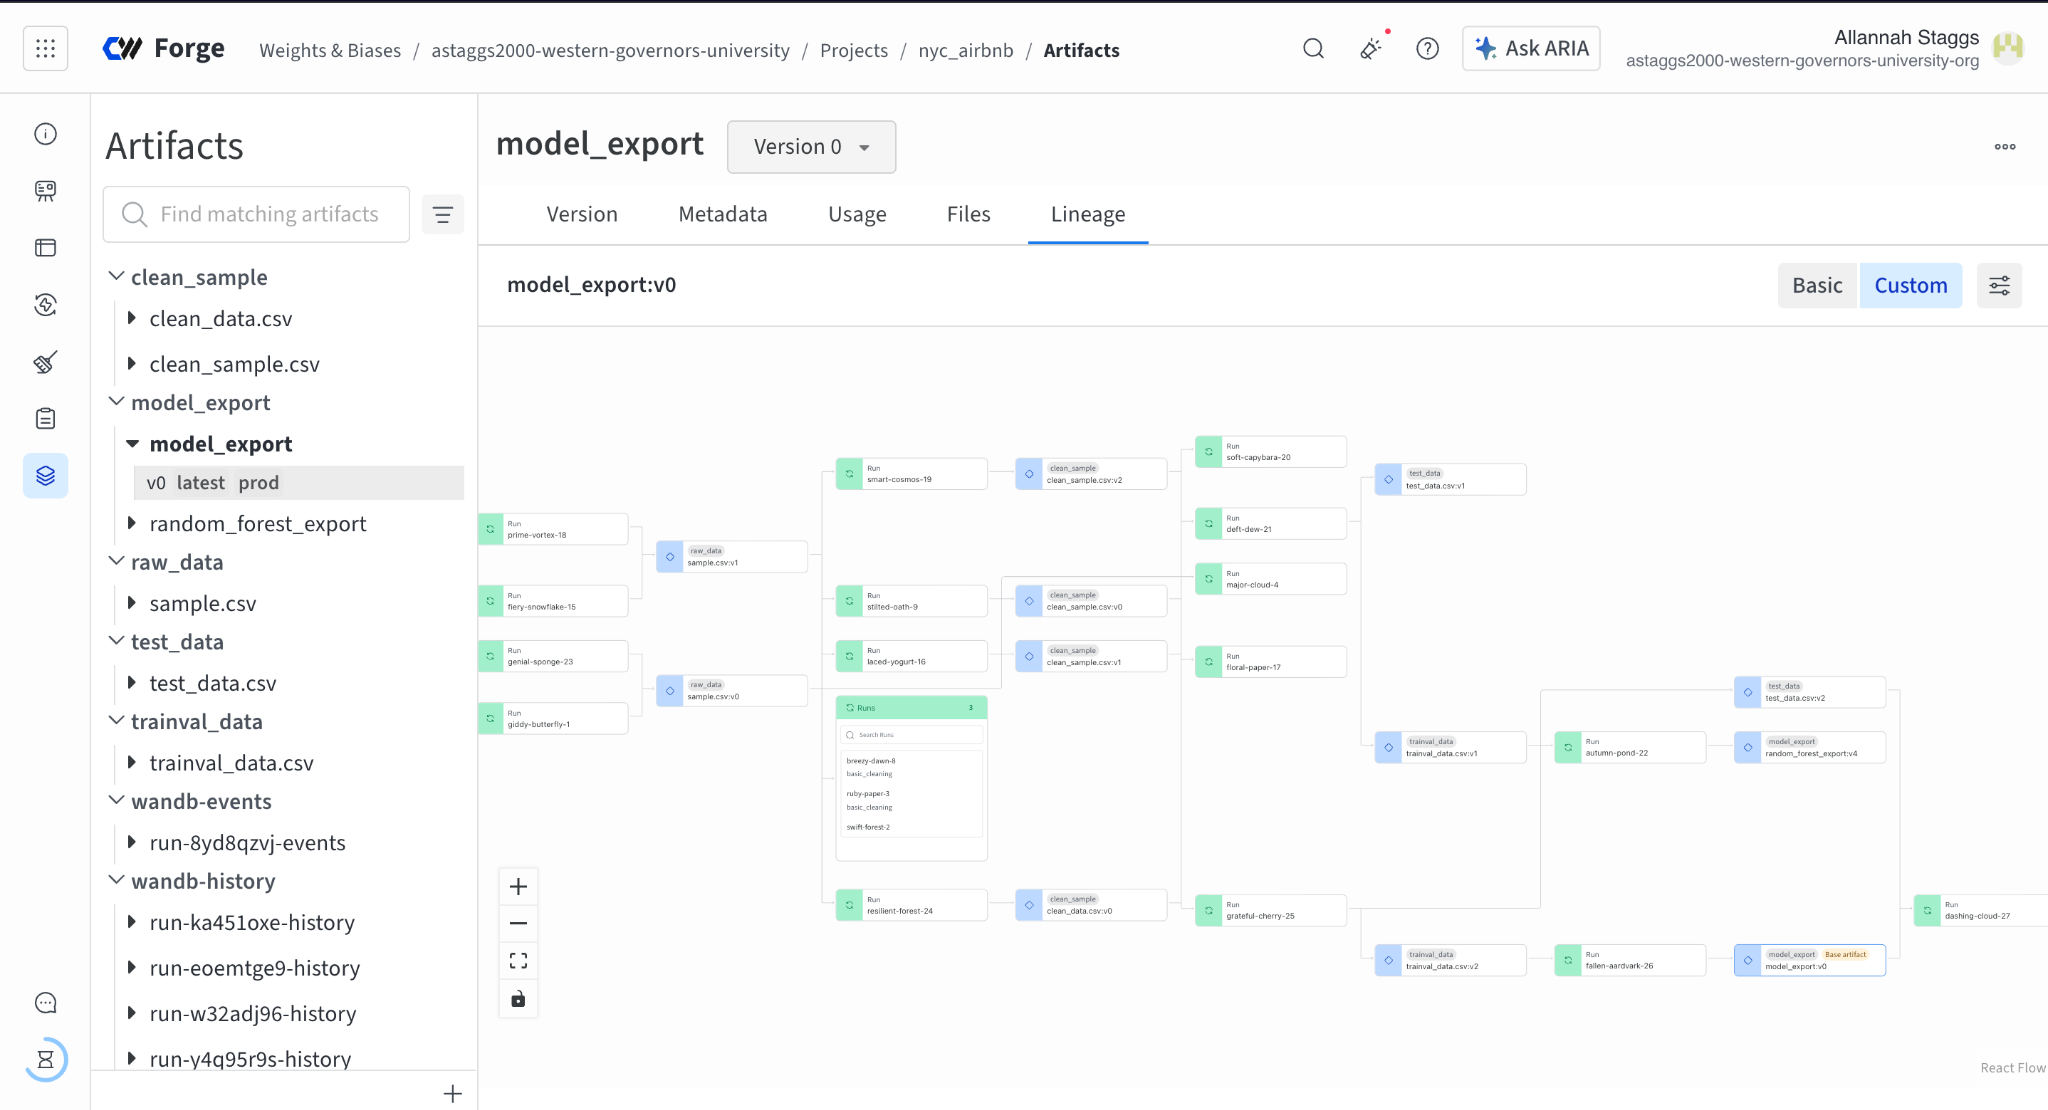 Forge
Weights & Biases / astaggs2000-western-governors-university / Projects / nyc_airbnb / Artifacts
Ask ARIA
Allannah Staggs
astaggs2000-western-governors-university-org
Artifacts
Find matching artifacts
clean_sample
clean_data.csv
clean_sample.csv
model_export
model_export
v0 latest prod
random_forest_export
raw_data
sample.csv
test_data
test_data.csv
trainval_data
trainval_data.csv
wandb-events
run-8yd8qzvj-events
wandb-history
run-ka451oxe-history
run-eoemtge9-history
run-w32adj96-history
run-y4q95r9s-history
model_export
Version 0
Version Metadata Usage Files Lineage
model_export:v0
Basic Custom
Run
prime-vortex-18
Run
fiery-snowflake-15
Run
genial-sponge-23
Run
giddy-butterfly-1
raw_data
sample.csv:v1
raw_data
sample.csv:v0
Run
smart-cosmos-19
Run
stilted-oath-9
Run
laced-yogurt-16
Runs 3
Search Runs
breezy-dawn-8
basic_cleaning
ruby-paper-3
basic_cleaning
swift-forest-2
Run
resilient-forest-24
clean_sample
clean_sample.csv:v2
clean_sample
clean_sample.csv:v0
clean_sample
clean_sample.csv:v1
clean_sample
clean_data.csv:v0
Run
soft-capybara-20
Run
deft-dew-21
Run
major-cloud-4
Run
floral-paper-17
Run
grateful-cherry-25
test_data
test_data.csv:v1
trainval_data
trainval_data.csv:v1
trainval_data
trainval_data.csv:v2
Run
autumn-pond-22
Run
fallen-aardvark-26
test_data
test_data.csv:v2
model_export
random_forest_export:v4
model_export Base artifact
model_export:v0
Run
dashing-cloud-27
React Flow